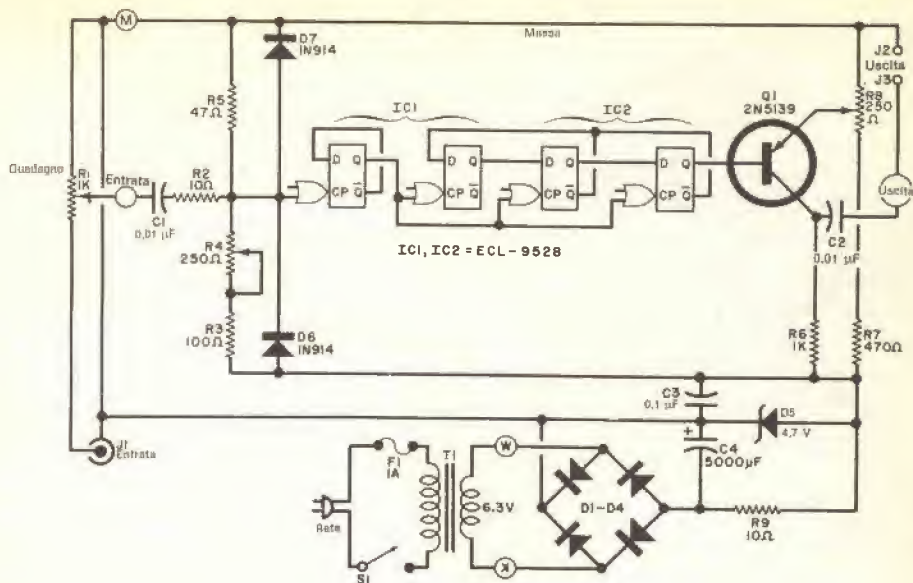 M
D7
1N914
Massa
J2
Uscita
J3
R5
47Ω
IC1
IC2
Q1
2N5139
R8
250
Ω
Guadagno
R1
1K
Entrata
R2
10Ω
C1
0,01 µF
D Q
CP Q̅
D Q
CP Q̅
D Q
CP Q̅
D Q
CP Q̅
Uscita
R4
250Ω
IC1, IC2 = ECL-9528
C2
0,01 µF
R3
100Ω
D6
1N914
R6
1K
R7
470Ω
C3
0,1 µF
D5
4,7 V
J1
Entrata
+
C4
5000µF
F1
1A
T1
W
6.3V
D1-D4
R9
10Ω
Rete
S1
K